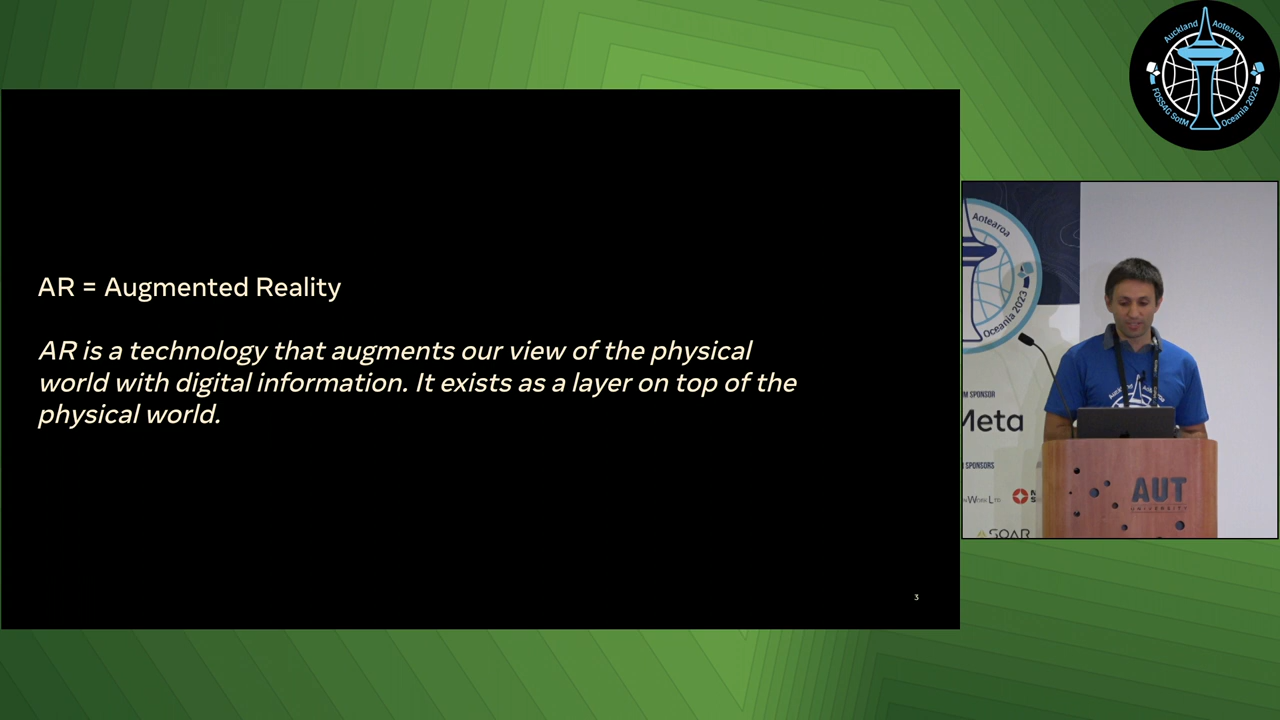 AR = Augmented Reality
AR is a technology that augments our view of the physical
world with digital information. It exists as a layer on top of the
physical world.
3
Auckland Aotearoa
FOSS4G SotM Oceania 2023
Aotearoa
Oceania 2023
M SPONSOR
Meta
SPONSORS
SOAR
Auckland
AUT
UNIVERSITY